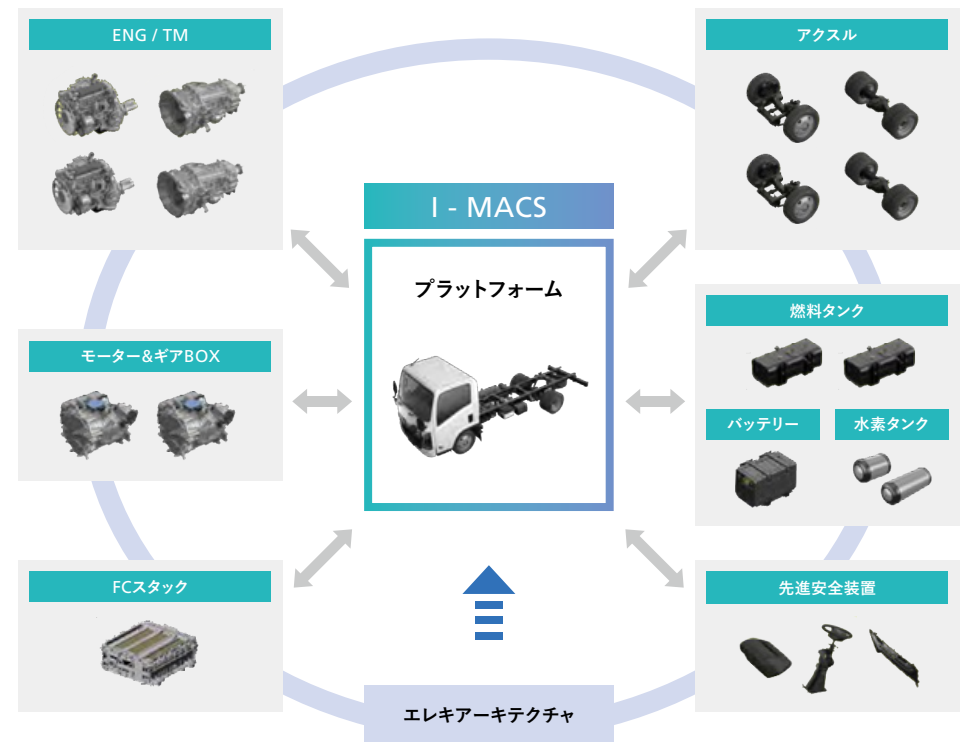 ENG / TM
アクスル
I - MACS
プラットフォーム
燃料タンク
モーター&ギアBOX
バッテリー
水素タンク
FCスタック
先進安全装置
エレキアーキテクチャ